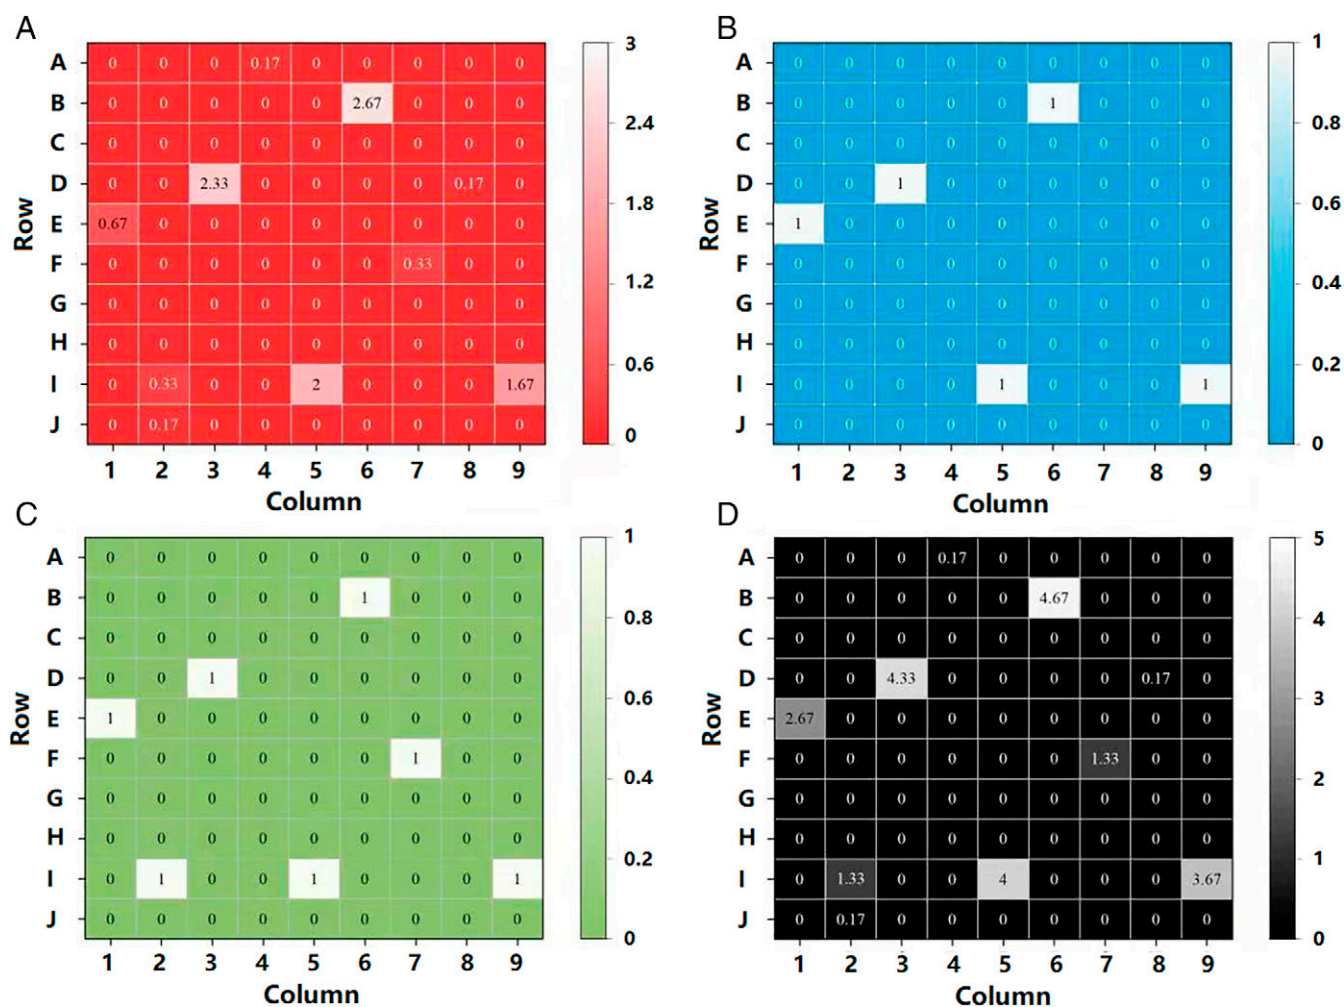 A
A 0 0 0 0.17 0 0 0 0 0
B 0 0 0 0 0 2.67 0 0 0
C 0 0 0 0 0 0 0 0 0
D 0 0 2.33 0 0 0 0 0.17 0
E 0.67 0 0 0 0 0 0 0 0
F 0 0 0 0 0 0 0.33 0 0
G 0 0 0 0 0 0 0 0 0
H 0 0 0 0 0 0 0 0 0
I 0 0.33 0 0 2 0 0 0 1.67
J 0 0.17 0 0 0 0 0 0 0
1 2 3 4 5 6 7 8 9
Column
Row
3
2.4
1.8
1.2
0.6
0
B
A 0 0 0 0 0 0 0 0 0
B 0 0 0 0 0 1 0 0 0
C 0 0 0 0 0 0 0 0 0
D 0 0 1 0 0 0 0 0 0
E 1 0 0 0 0 0 0 0 0
F 0 0 0 0 0 0 0 0 0
G 0 0 0 0 0 0 0 0 0
H 0 0 0 0 0 0 0 0 0
I 0 0 0 0 1 0 0 0 1
J 0 0 0 0 0 0 0 0 0
1 2 3 4 5 6 7 8 9
Column
Row
1
0.8
0.6
0.4
0.2
0
C
A 0 0 0 0 0 0 0 0 0
B 0 0 0 0 0 1 0 0 0
C 0 0 0 0 0 0 0 0 0
D 0 0 1 0 0 0 0 0 0
E 1 0 0 0 0 0 0 0 0
F 0 0 0 0 0 0 1 0 0
G 0 0 0 0 0 0 0 0 0
H 0 0 0 0 0 0 0 0 0
I 0 1 0 0 1 0 0 0 1
J 0 0 0 0 0 0 0 0 0
1 2 3 4 5 6 7 8 9
Column
Row
1
0.8
0.6
0.4
0.2
0
D
A 0 0 0 0.17 0 0 0 0 0
B 0 0 0 0 0 4.67 0 0 0
C 0 0 0 0 0 0 0 0 0
D 0 0 4.33 0 0 0 0 0.17 0
E 2.67 0 0 0 0 0 0 0 0
F 0 0 0 0 0 0 1.33 0 0
G 0 0 0 0 0 0 0 0 0
H 0 0 0 0 0 0 0 0 0
I 0 1.33 0 0 4 0 0 0 3.67
J 0 0.17 0 0 0 0 0 0 0
1 2 3 4 5 6 7 8 9
Column
Row
5
4
3
2
1
0